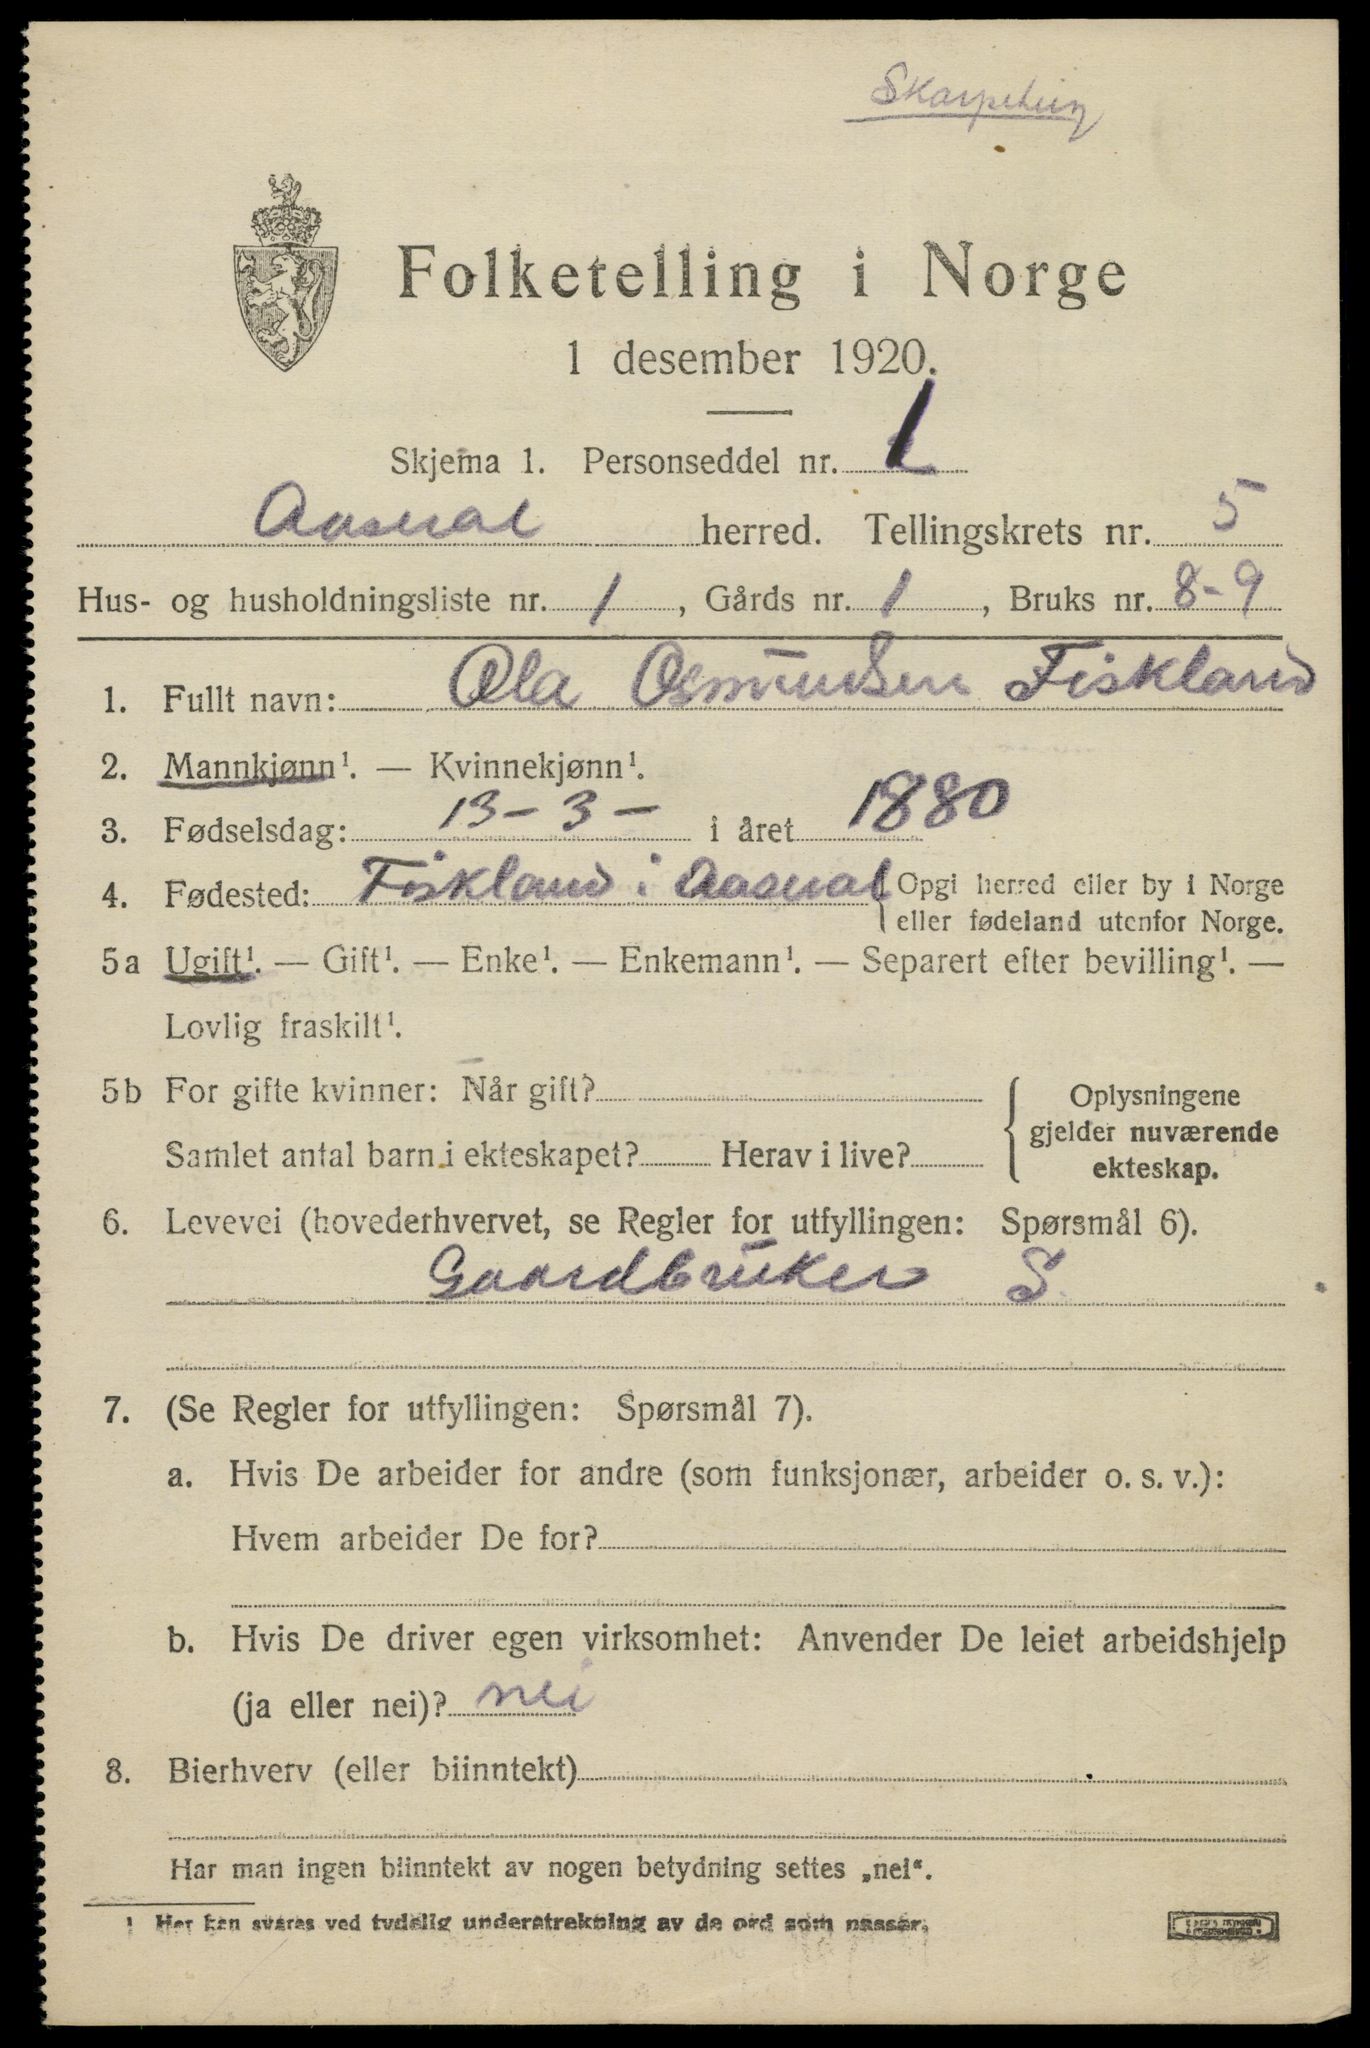 Folketelling i Norge
1 desember 1920.
Skjema 1. Personseddel nr. 1
Aaseral herred. Tellingskrets nr. 5
Hus- og husholdningsliste nr. 1, Gårds nr. 1, Bruks nr. 8-9
1. Fullt navn: Ola Osmundsen Fiskland
2. Mannkjønn¹. — Kvinnekjønn¹.
3. Fødselsdag: 13-3- i året 1880
4. Fødested: Fiskland i Aaseral { Opgi herred eller by i Norge
eller fødeland utenfor Norge.
5a Ugift¹. — Gift¹. — Enke¹. — Enkemann¹. — Separert efter bevilling¹. —
Lovlig fraskilt¹.
5b For gifte kvinner: Når gift?
Samlet antal barn i ekteskapet? Herav i live?
{ Oplysningene
gjelder nuværende
ekteskap.
6. Levevei (hovederhvervet, se Regler for utfyllingen: Spørsmål 6).
Gaardbruker S
7. (Se Regler for utfyllingen: Spørsmål 7).
a. Hvis De arbeider for andre (som funksjonær, arbeider o. s. v.):
Hvem arbeider De for?
b. Hvis De driver egen virksomhet: Anvender De leiet arbeidshjelp
(ja eller nei)? nei
8. Bierhverv (eller biinntekt)
Har man ingen biinntekt av nogen betydning settes „nei“.
1 Her kan svares ved tydelig understrekning av de ord som passer.